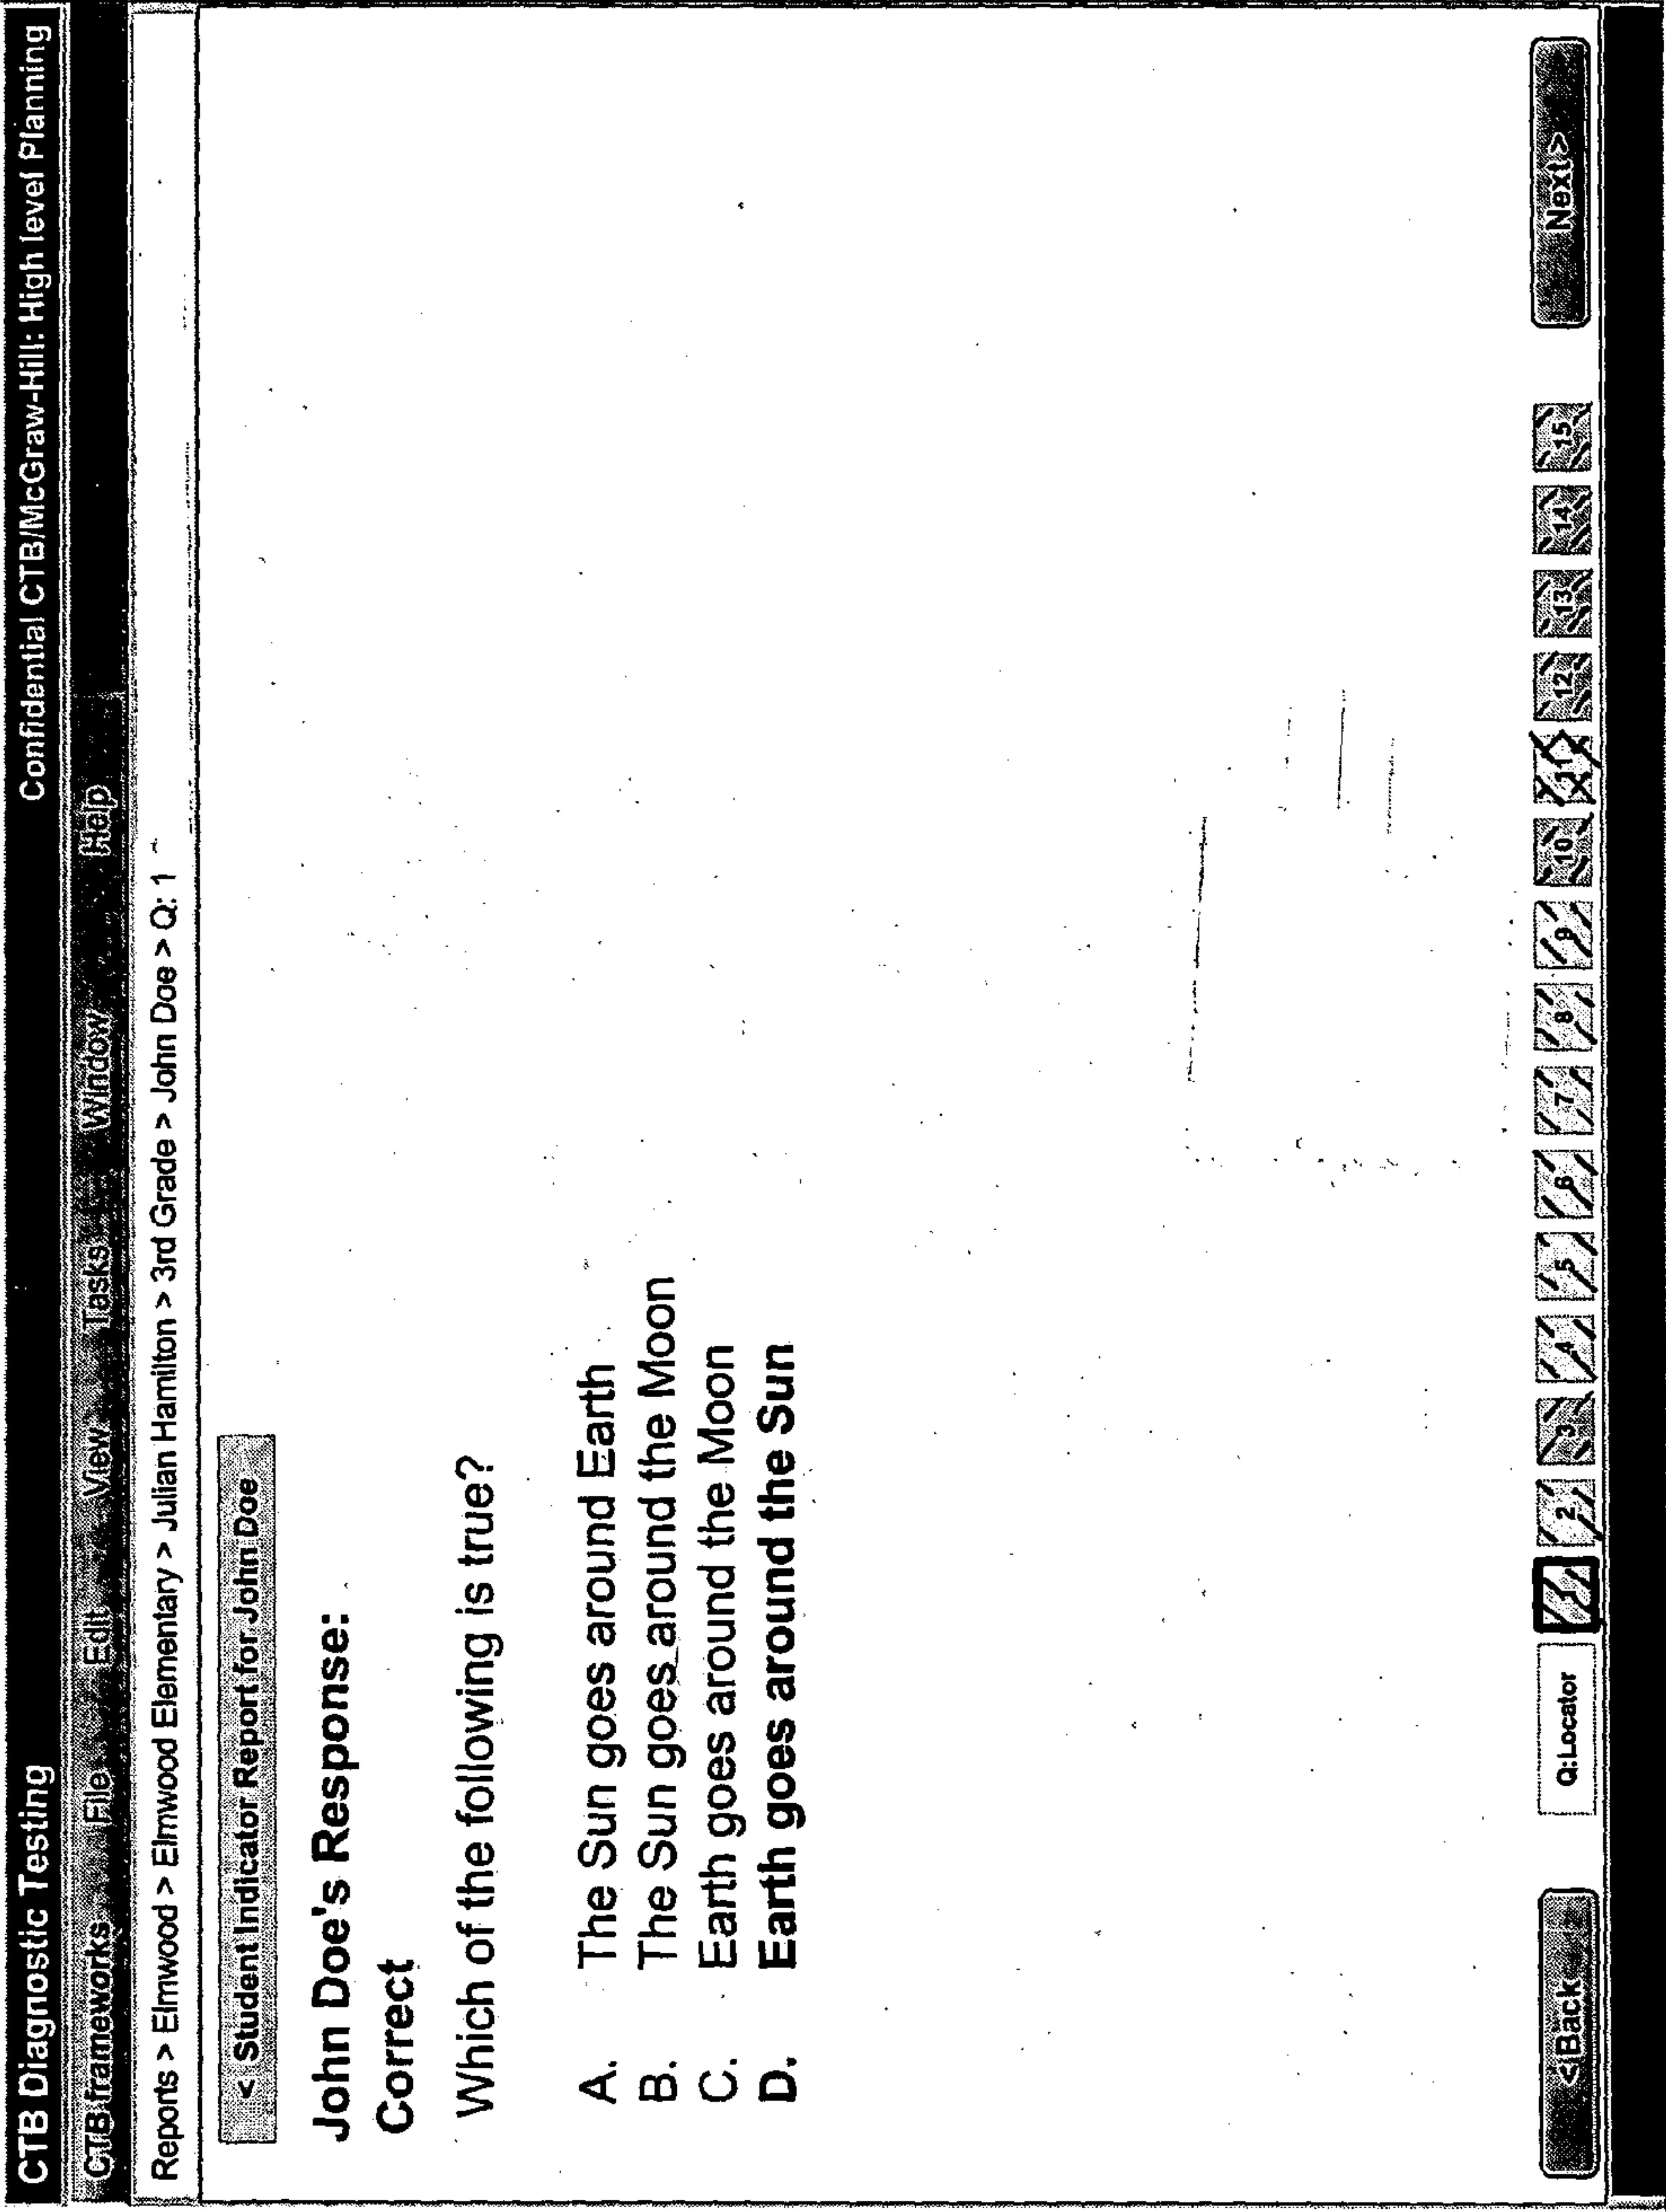 CTB Diagnostic Testing Confidential CTB/McGraw-Hill: High level Planning
CTB frameworks File Edit View Tasks Window Help
Reports > Elmwood > Elmwood Elementary > Julian Hamilton > 3rd Grade > John Doe > Q: 1
< Student Indicator Report for John Doe
John Doe's Response:
Correct
Which of the following is true?
A. The Sun goes around Earth
B. The Sun goes around the Moon
C. Earth goes around the Moon
D. Earth goes around the Sun
<Back Q:Locator 1 2 3 4 5 6 7 8 9 10 11 12 13 14 15 Next>